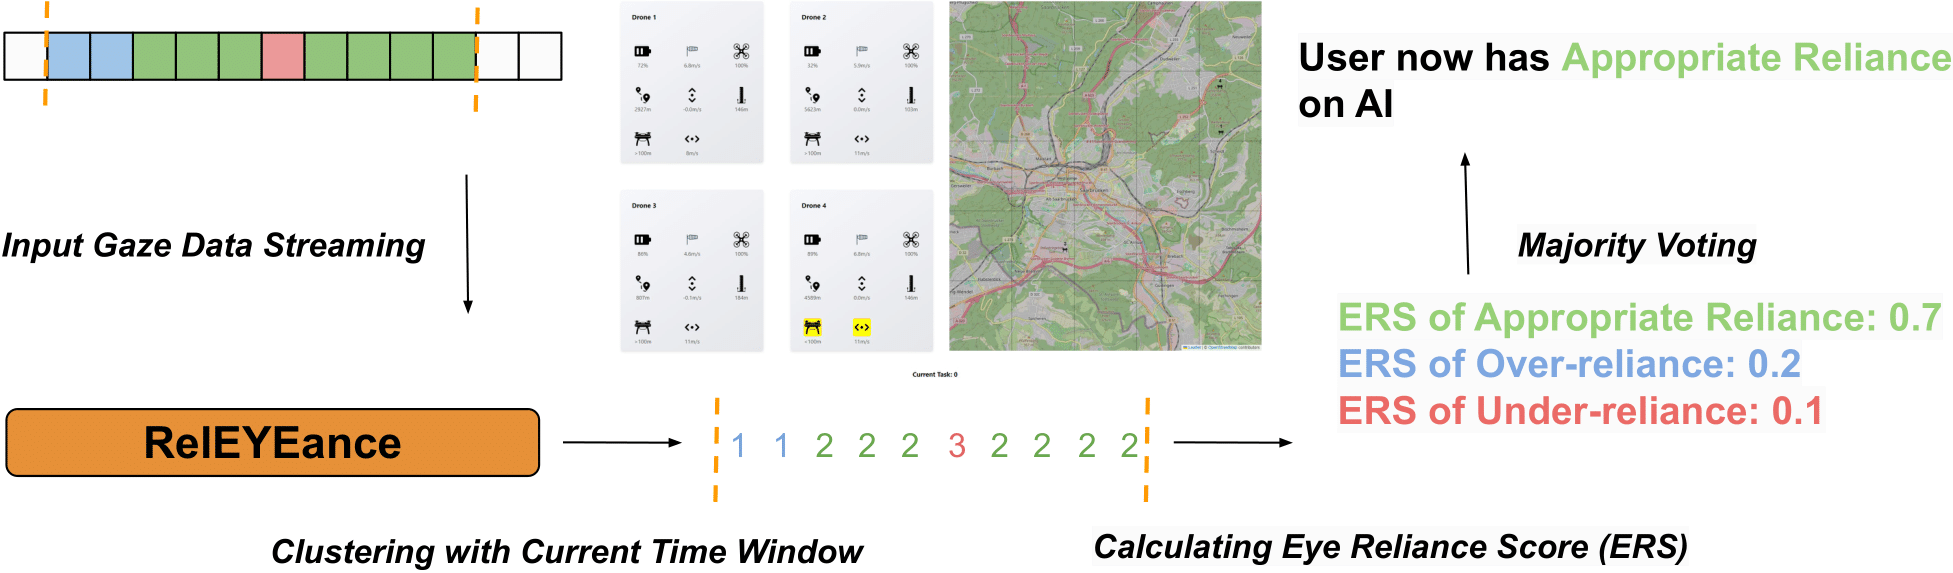 Drone 1
72%
6.8m/s
100%
2927m
-0.0m/s
146m
<100m
8m/s
Drone 2
32%
5.9m/s
100%
5623m
0.0m/s
103m
<100m
11m/s
Drone 3
86%
4.6m/s
100%
807m
-0.1m/s
184m
<100m
11m/s
Drone 4
89%
6.8m/s
100%
4589m
0.0m/s
146m
<100m
11m/s
Saarbrücken
Leaflet | © OpenStreetMap contributors
Current Task: 0
User now has Appropriate Reliance
on AI
Input Gaze Data Streaming
Majority Voting
ERS of Appropriate Reliance: 0.7
ERS of Over-reliance: 0.2
ERS of Under-reliance: 0.1
RelEYEance
1 1 2 2 2 3 2 2 2 2
Clustering with Current Time Window
Calculating Eye Reliance Score (ERS)